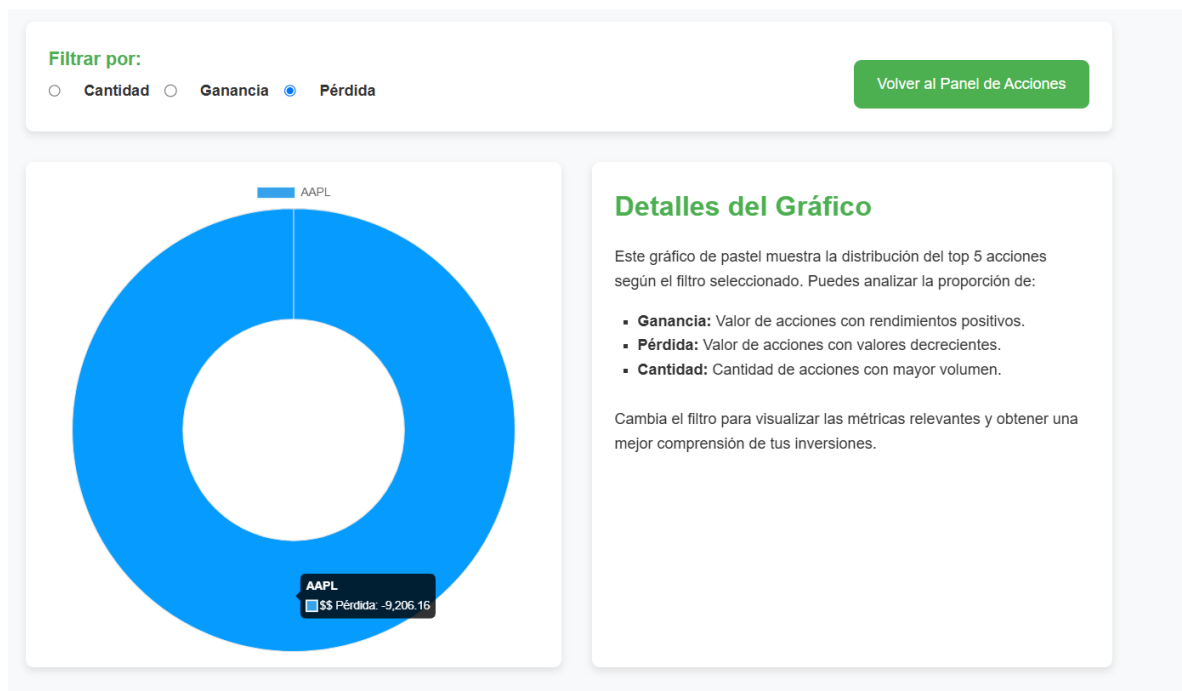 Filtrar por:
Cantidad Ganancia Pérdida
Volver al Panel de Acciones
AAPL
AAPL
$$ Pérdida: -9,206.16
Detalles del Gráfico
Este gráfico de pastel muestra la distribución del top 5 acciones
según el filtro seleccionado. Puedes analizar la proporción de:
▪ Ganancia: Valor de acciones con rendimientos positivos.
▪ Pérdida: Valor de acciones con valores decrecientes.
▪ Cantidad: Cantidad de acciones con mayor volumen.
Cambia el filtro para visualizar las métricas relevantes y obtener una
mejor comprensión de tus inversiones.